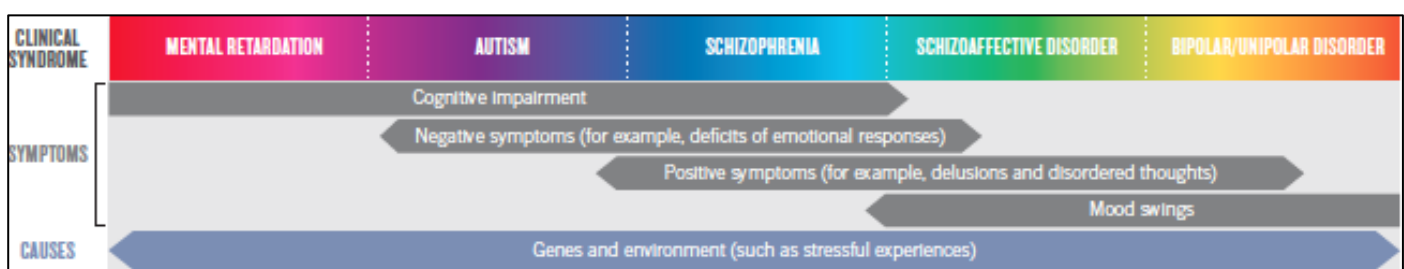 CLINICAL
SYNDROME
MENTAL RETARDATION
AUTISM
SCHIZOPHRENIA
SCHIZOAFFECTIVE DISORDER
BIPOLAR/UNIPOLAR DISORDER
SYMPTOMS
Cognitive impairment
Negative symptoms (for example, deficits of emotional responses)
Positive symptoms (for example, delusions and disordered thoughts)
Mood swings
CAUSES
Genes and environment (such as stressful experiences)